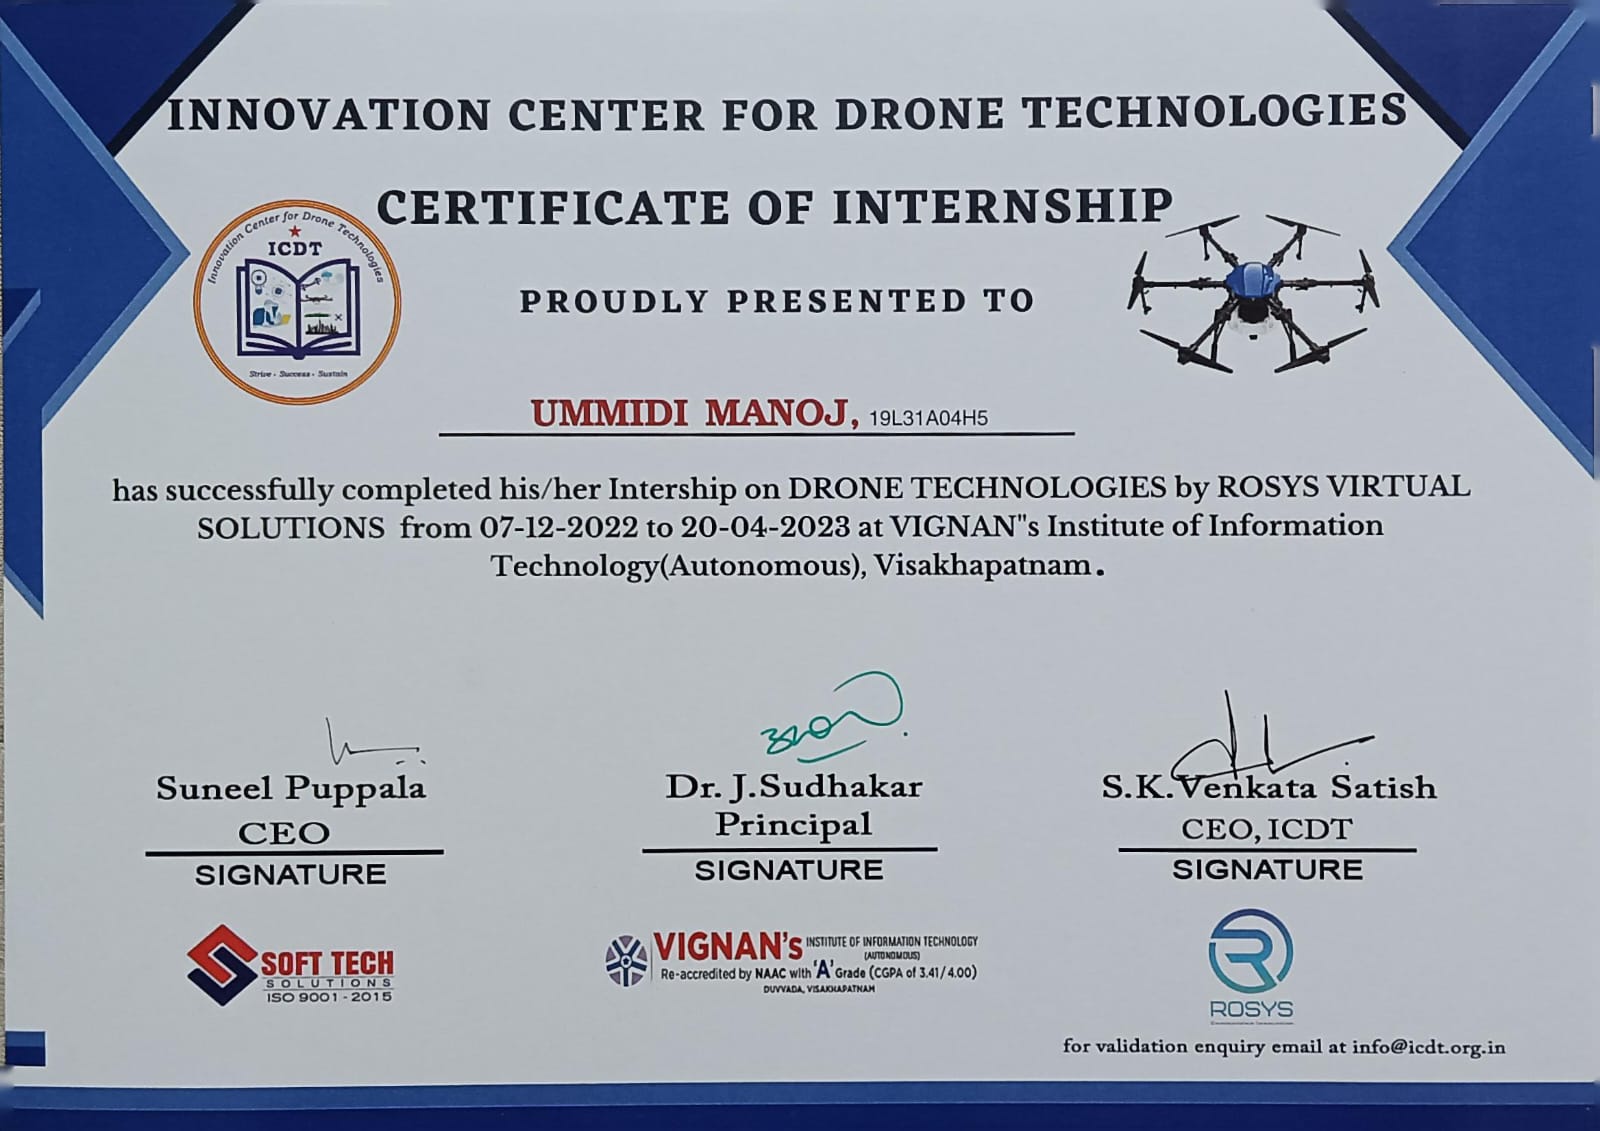 INNOVATION CENTER FOR DRONE TECHNOLOGIES
CERTIFICATE OF INTERNSHIP
Innovation Center for Drone Technologies
ICDT
Strive - Success - Sustain
PROUDLY PRESENTED TO
UMMIDI MANOJ, 19L31A04H5
has successfully completed his/her Intership on DRONE TECHNOLOGIES by ROSYS VIRTUAL
SOLUTIONS from 07-12-2022 to 20-04-2023 at VIGNAN"s Institute of Information
Technology(Autonomous), Visakhapatnam.
Suneel Puppala
CEO
SIGNATURE
Dr. J.Sudhakar
Principal
SIGNATURE
S.K.Venkata Satish
CEO, ICDT
SIGNATURE
SOFT TECH
SOLUTIONS
ISO 9001 - 2015
VIGNAN's INSTITUTE OF INFORMATION TECHNOLOGY
(AUTONOMOUS)
Re-accredited by NAAC with 'A' Grade (CGPA of 3.41/4.00)
DUVVADA, VISAKHAPATNAM
R
ROSYS
for validation enquiry email at info@icdt.org.in